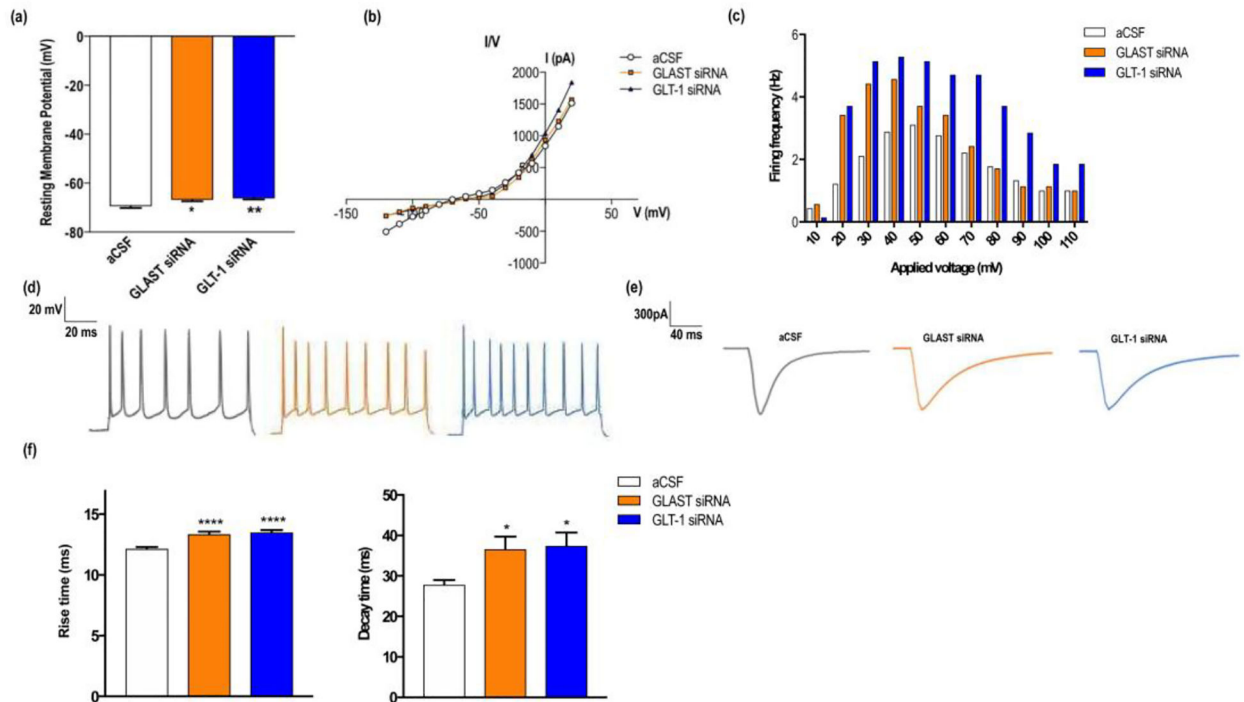 (a)
Resting Membrane Potential (mV)
0
-20
-40
-60
-80
*
**
aCSF
GLAST siRNA
GLT-1 siRNA
(b)
I/V
I (pA)
aCSF
GLAST siRNA
GLT-1 siRNA
2000
1500
1000
500
-500
-1000
-150
-100
-50
50
V (mV)
(c)
aCSF
GLAST siRNA
GLT-1 siRNA
Firing frequency (Hz)
6
4
2
0
10
20
30
40
50
60
70
80
90
100
110
Applied voltage (mV)
(d)
20 mV
20 ms
(e)
300pA
40 ms
aCSF
GLAST siRNA
GLT-1 siRNA
(f)
aCSF
GLAST siRNA
GLT-1 siRNA
Rise time (ms)
15
10
5
0
****
****
Decay time (ms)
50
40
30
20
10
0
*
*